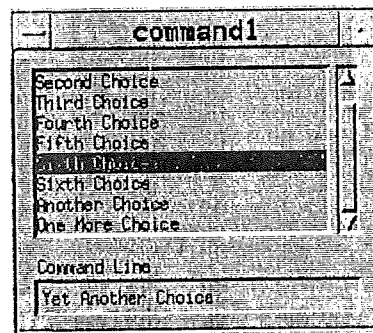 command1
Second Choice
Third Choice
Fourth Choice
Fifth Choice
Choice
Sixth Choice
Another Choice
One More Choice
Command Line
Yet Another Choice